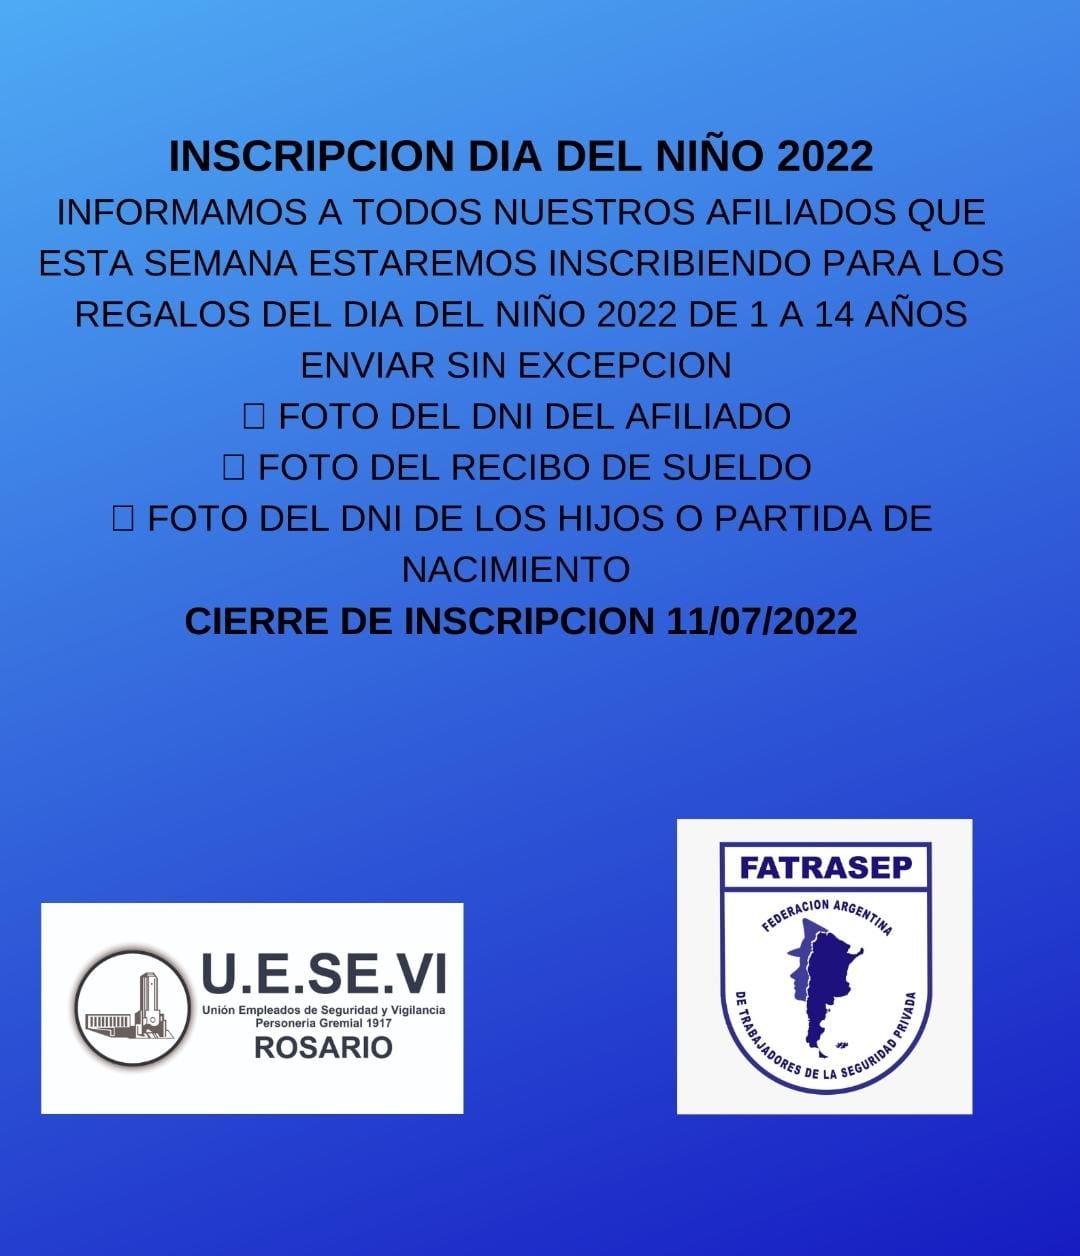 INSCRIPCION DIA DEL NIÑO 2022
INFORMAMOS A TODOS NUESTROS AFILIADOS QUE
ESTA SEMANA ESTAREMOS INSCRIBIENDO PARA LOS
REGALOS DEL DIA DEL NIÑO 2022 DE 1 A 14 AÑOS
ENVIAR SIN EXCEPCION
FOTO DEL DNI DEL AFILIADO
FOTO DEL RECIBO DE SUELDO
FOTO DEL DNI DE LOS HIJOS O PARTIDA DE
NACIMIENTO
CIERRE DE INSCRIPCION 11/07/2022
U.E.SE.VI
Unión Empleados de Seguridad y Vigilancia
Personeria Gremial 1917
ROSARIO
FATRASEP
FEDERACION ARGENTINA
DE TRABAJADORES DE LA SEGURIDAD PRIVADA